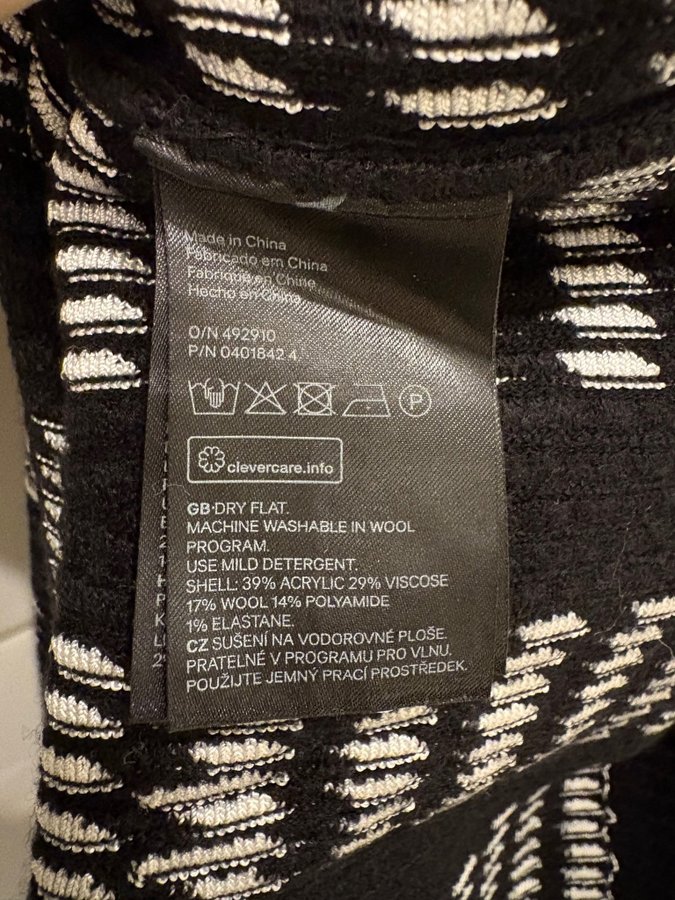 Made in China
Fabricado em China
Fabriqué en Chine
Hecho en China
O/N 492910
P/N 0401842 4
P
clevercare.info
GB·DRY FLAT.
MACHINE WASHABLE IN WOOL
PROGRAM.
USE MILD DETERGENT.
SHELL: 39% ACRYLIC 29% VISCOSE
17% WOOL 14% POLYAMIDE
1% ELASTANE.
CZ SUŠENÍ NA VODOROVNÉ PLOŠE.
PRATELNÉ V PROGRAMU PRO VLNU.
POUŽIJTE JEMNÝ PRACÍ PROSTŘEDEK.